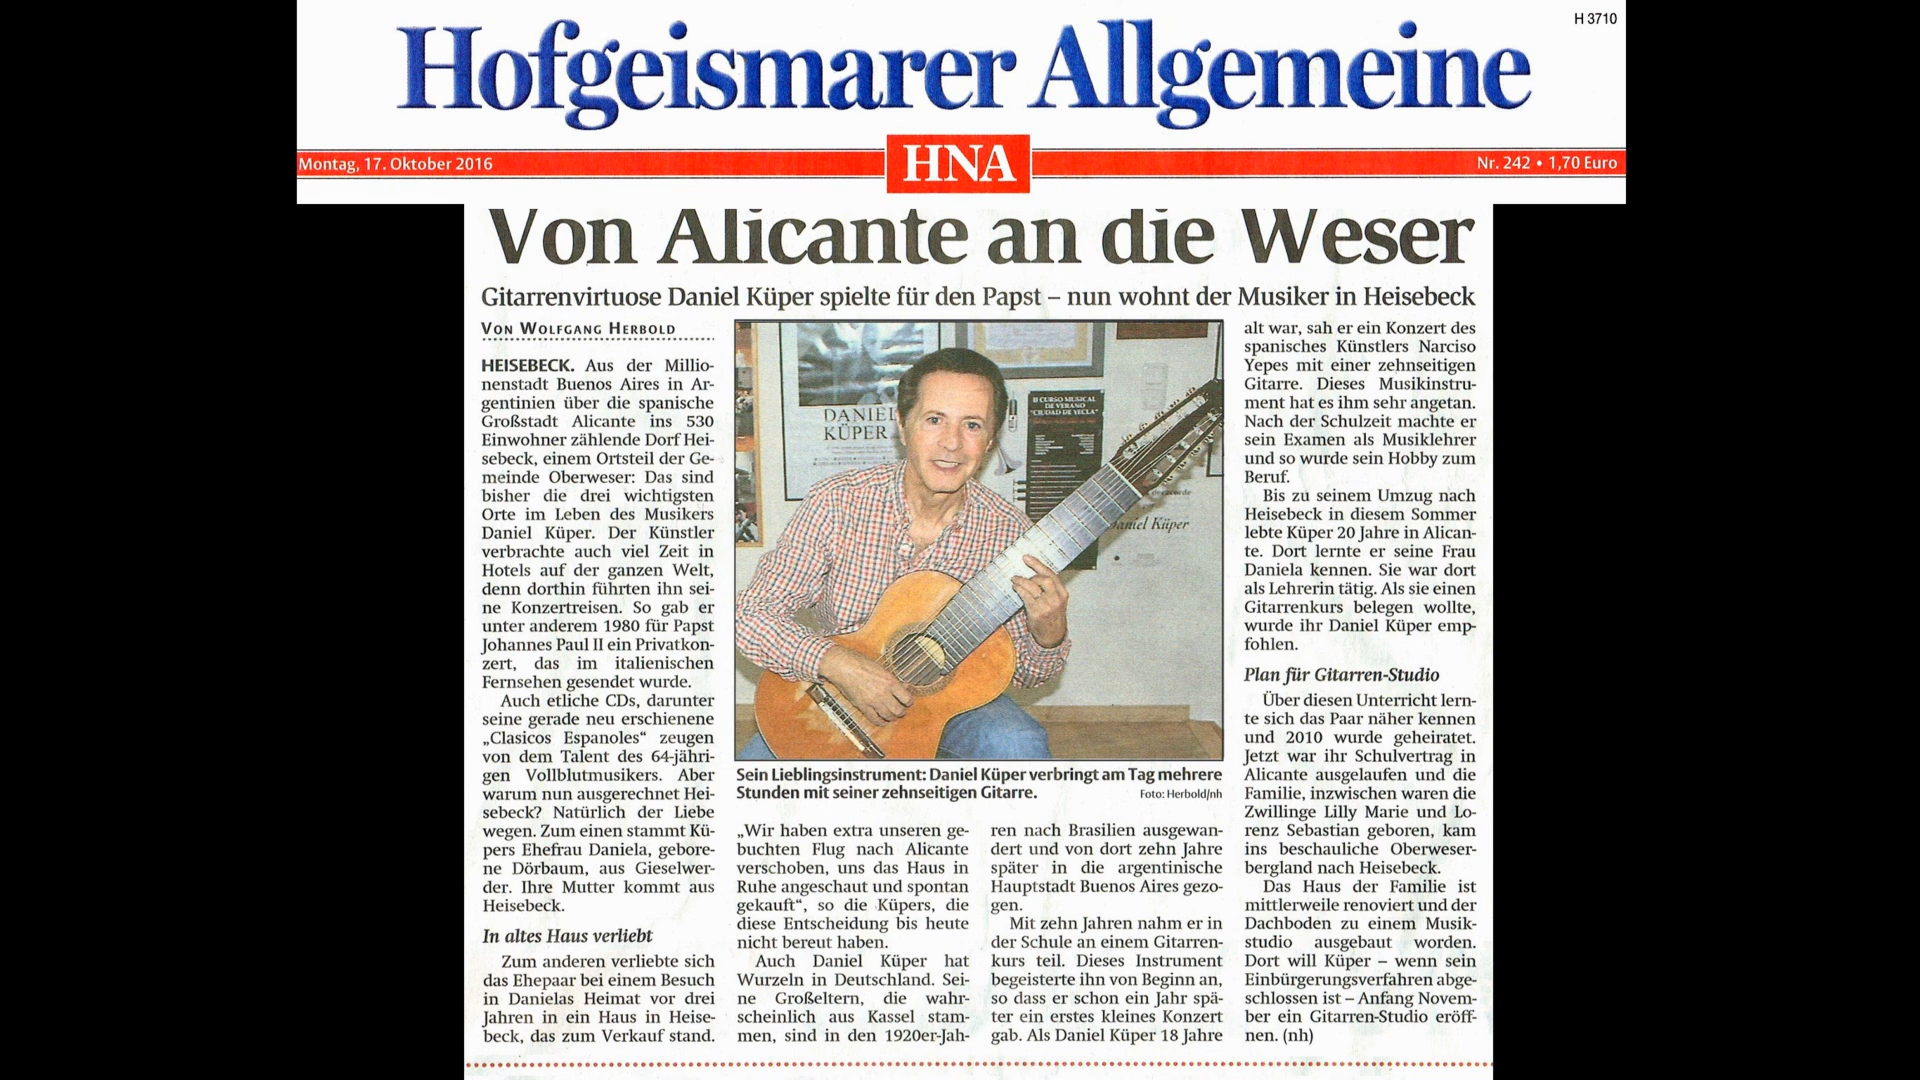 H 3710
Hofgeismarer Allgemeine
Montag, 17. Oktober 2016
HNA
Nr. 242 • 1,70 Euro
Von Alicante an die Weser
Gitarrenvirtuose Daniel Küper spielte für den Papst – nun wohnt der Musiker in Heisebeck
VON WOLFGANG HERBOLD
HEISEBECK. Aus der Millio-
nenstadt Buenos Aires in Ar-
gentinien über die spanische
Großstadt Alicante ins 530
Einwohner zählende Dorf Hei-
sebeck, einem Ortsteil der Ge-
meinde Oberweser: Das sind
bisher die drei wichtigsten
Orte im Leben des Musikers
Daniel Küper. Der Künstler
verbrachte auch viel Zeit in
Hotels auf der ganzen Welt,
denn dorthin führten ihn sei-
ne Konzertreisen. So gab er
unter anderem 1980 für Papst
Johannes Paul II ein Privatkon-
zert, das im italienischen
Fernsehen gesendet wurde.
Auch etliche CDs, darunter
seine gerade neu erschienene
„Clasicos Espanoles“ zeugen
von dem Talent des 64-jähri-
gen Vollblutmusikers. Aber
warum nun ausgerechnet Hei-
sebeck? Natürlich der Liebe
wegen. Zum einen stammt Kü-
pers Ehefrau Daniela, gebore-
ne Dörbaum, aus Gieselwer-
der. Ihre Mutter kommt aus
Heisebeck.
In altes Haus verliebt
Zum anderen verliebte sich
das Ehepaar bei einem Besuch
in Danielas Heimat vor drei
Jahren in ein Haus in Heise-
beck, das zum Verkauf stand.
DANIEL
KÜPER
II CURSO MUSICAL
DE VERANO
"CIUDAD DE YECLA"
Daniel Küper
Sein Lieblingsinstrument: Daniel Küper verbringt am Tag mehrere
Stunden mit seiner zehnseitigen Gitarre.
Foto: Herbold/nh
„Wir haben extra unseren ge-
buchten Flug nach Alicante
verschoben, uns das Haus in
Ruhe angeschaut und spontan
gekauft“, so die Küpers, die
diese Entscheidung bis heute
nicht bereut haben.
Auch Daniel Küper hat
Wurzeln in Deutschland. Sei-
ne Großeltern, die wahr-
scheinlich aus Kassel stam-
men, sind in den 1920er-Jah-
ren nach Brasilien ausgewan-
dert und von dort zehn Jahre
später in die argentinische
Hauptstadt Buenos Aires gezo-
gen.
Mit zehn Jahren nahm er in
der Schule an einem Gitarren-
kurs teil. Dieses Instrument
begeisterte ihn von Beginn an,
so dass er schon ein Jahr spä-
ter ein erstes kleines Konzert
gab. Als Daniel Küper 18 Jahre
alt war, sah er ein Konzert des
spanisches Künstlers Narciso
Yepes mit einer zehnseitigen
Gitarre. Dieses Musikinstru-
ment hat es ihm sehr angetan.
Nach der Schulzeit machte er
sein Examen als Musiklehrer
und so wurde sein Hobby zum
Beruf.
Bis zu seinem Umzug nach
Heisebeck in diesem Sommer
lebte Küper 20 Jahre in Alican-
te. Dort lernte er seine Frau
Daniela kennen. Sie war dort
als Lehrerin tätig. Als sie einen
Gitarrenkurs belegen wollte,
wurde ihr Daniel Küper emp-
fohlen.
Plan für Gitarren-Studio
Über diesen Unterricht lern-
te sich das Paar näher kennen
und 2010 wurde geheiratet.
Jetzt war ihr Schulvertrag in
Alicante ausgelaufen und die
Familie, inzwischen waren die
Zwillinge Lilly Marie und Lo-
renz Sebastian geboren, kam
ins beschauliche Oberweser-
bergland nach Heisebeck.
Das Haus der Familie ist
mittlerweile renoviert und der
Dachboden zu einem Musik-
studio ausgebaut worden.
Dort will Küper – wenn sein
Einbürgerungsverfahren abge-
schlossen ist – Anfang Novem-
ber ein Gitarren-Studio eröff-
nen. (nh)